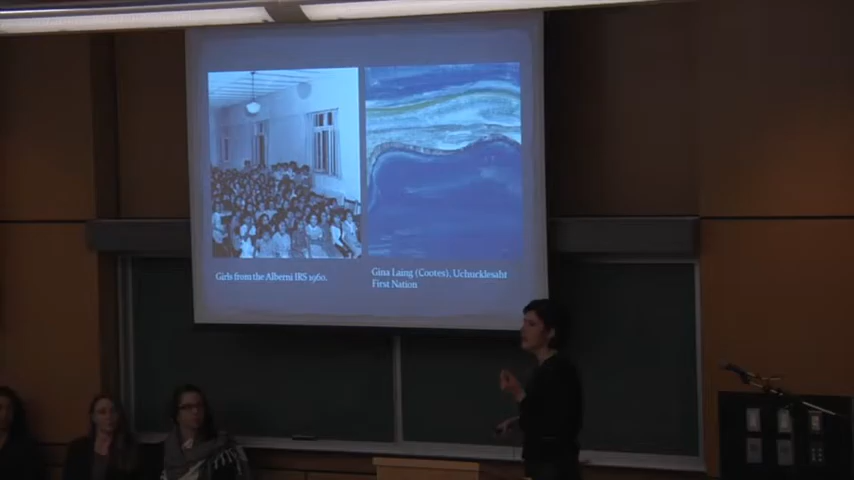 Girls from the Alberni IRS 1960.
Gina Laing (Cootes), Uchucklesaht
First Nation